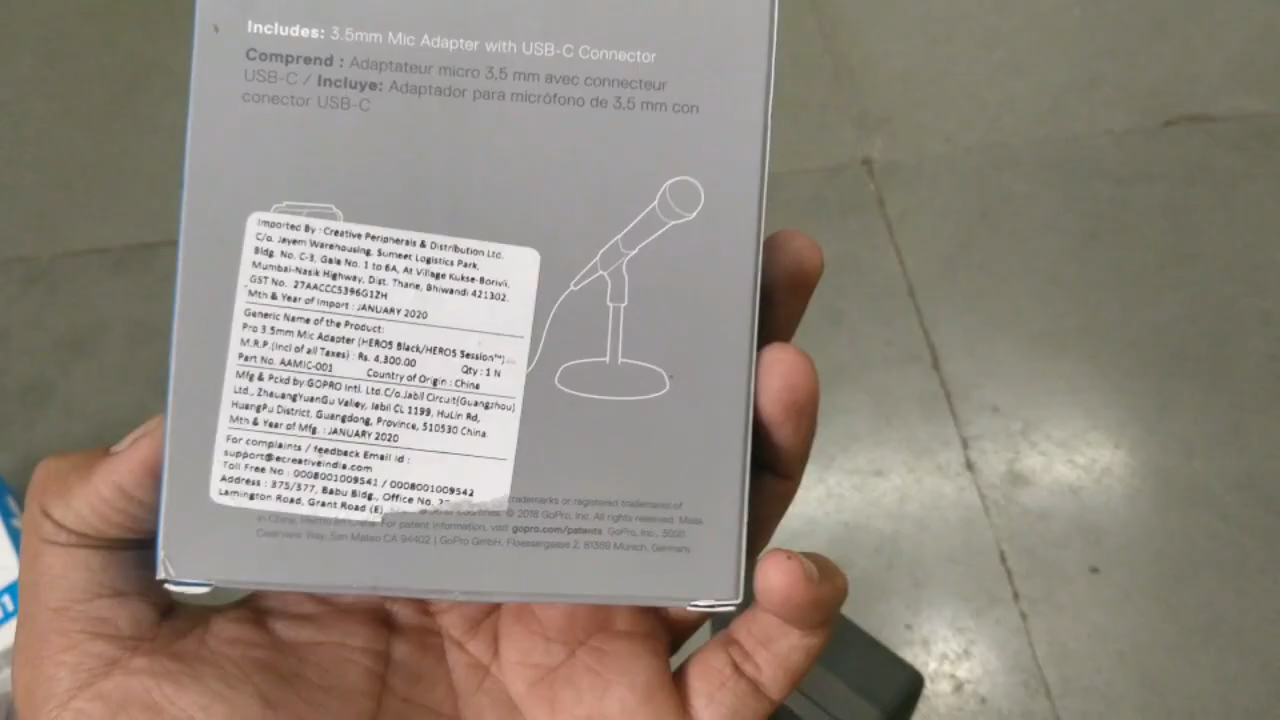 Includes: 3.5mm Mic Adapter with USB-C Connector
Comprend : Adaptateur micro 3,5 mm avec connecteur
USB-C / Incluye: Adaptador para micrófono de 3,5 mm con
conector USB-C
Imported By : Creative Peripherals & Distribution Ltd.
C/o. Jayem Warehousing, Sumeet Logistics Park,
Bldg. No. C-3, Gala No. 1 to 6A, At Village Kukse-Borivli,
Mumbai-Nasik Highway, Dist. Thane, Bhiwandi 421302.
GST No. 27AACCC5396G1ZH
Mth & Year of Import : JANUARY 2020
Generic Name of the Product:
Pro 3.5mm Mic Adapter (HERO5 Black/HERO5 Session™)
M.R.P.(Incl of all Taxes) : Rs. 4,300.00 Qty : 1 N
Part No. AAMIC-001 Country of Origin : China
Mfg & Pckd by:GOPRO Intl. Ltd.C/o.Jabil Circuit(Guangzhou)
Ltd., ZhauangYuanGu Valley, Jabil CL 1199, HuLin Rd,
HuangPu District, Guangdong, Province, 510530 China.
Mth & Year of Mfg. : JANUARY 2020
For complaints / feedback Email id :
support@ecreativeindia.com
Toll Free No : 0008001009541 / 0008001009542
Address : 375/377, Babu Bldg., Office No.
Lamington Road, Grant Road (E)
trademarks or registered trademarks of
countries. © 2018 GoPro, Inc. All rights reserved. Made
in China. For patent information, visit gopro.com/patents. GoPro, Inc., 3000
Clearview Way, San Mateo CA 94402 | GoPro GmbH, Floessergasse 2, 81369 Munich, Germany